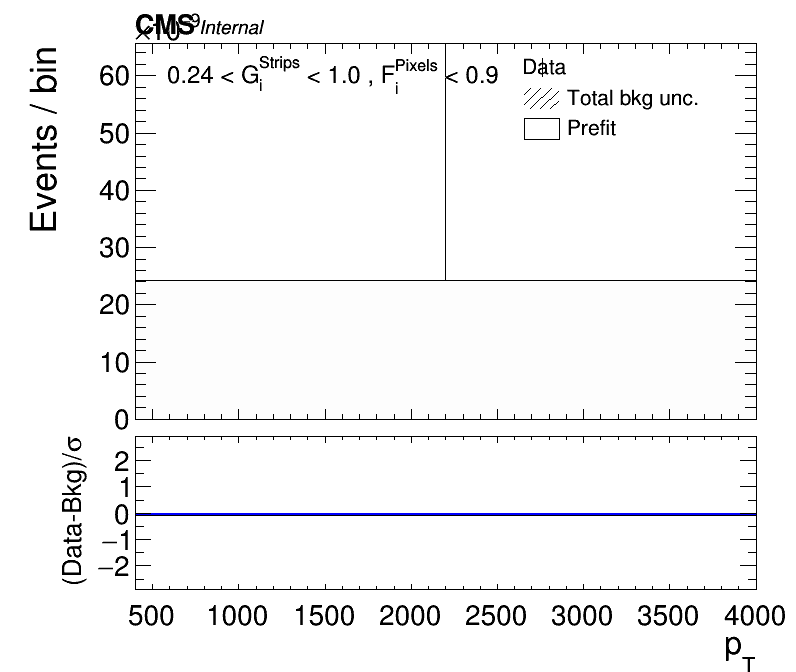 CMS Internal
×10⁹
Events / bin
0.24 < G_i^Strips < 1.0 , F_i^Pixels < 0.9
Data
Total bkg unc.
Prefit
60
50
40
30
20
10
0
(Data-Bkg)/σ
2
1
0
−1
−2
500 1000 1500 2000 2500 3000 3500 4000
p_T